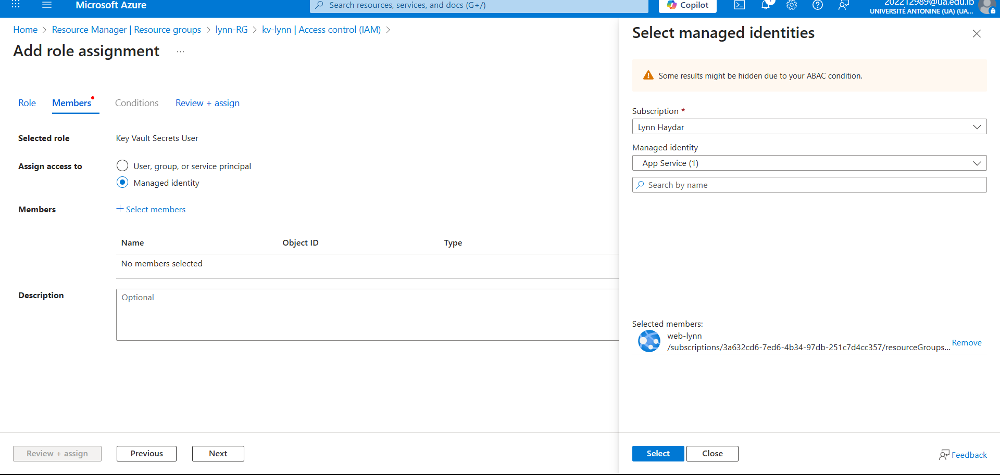 Microsoft Azure
Search resources, services, and docs (G+/)
Copilot
202212989@ua.edu.lb
UNIVERSITÉ ANTONINE (UA) (UA...
Home > Resource Manager | Resource groups > lynn-RG > kv-lynn | Access control (IAM) >
Add role assignment ...
Role Members Conditions Review + assign
Selected role Key Vault Secrets User
Assign access to User, group, or service principal
Managed identity
Members + Select members
Name Object ID Type
No members selected
Description Optional
Review + assign Previous Next
Select managed identities
Some results might be hidden due to your ABAC condition.
Subscription *
Lynn Haydar
Managed identity
App Service (1)
Search by name
Selected members:
web-lynn
/subscriptions/3a632cd6-7ed6-4b34-97db-251c7d4cc357/resourceGroups...
Remove
Select Close
Feedback